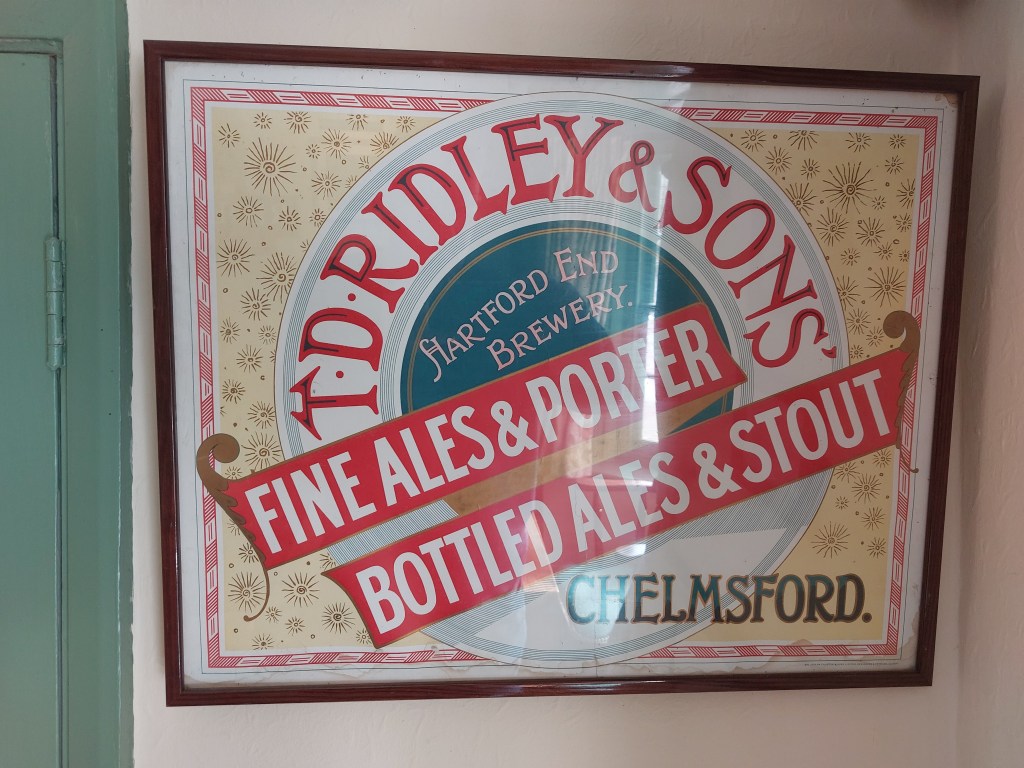 T·D·RIDLEY & SONS'
HARTFORD END
BREWERY.
FINE ALES & PORTER
BOTTLED ALES & STOUT
CHELMSFORD.